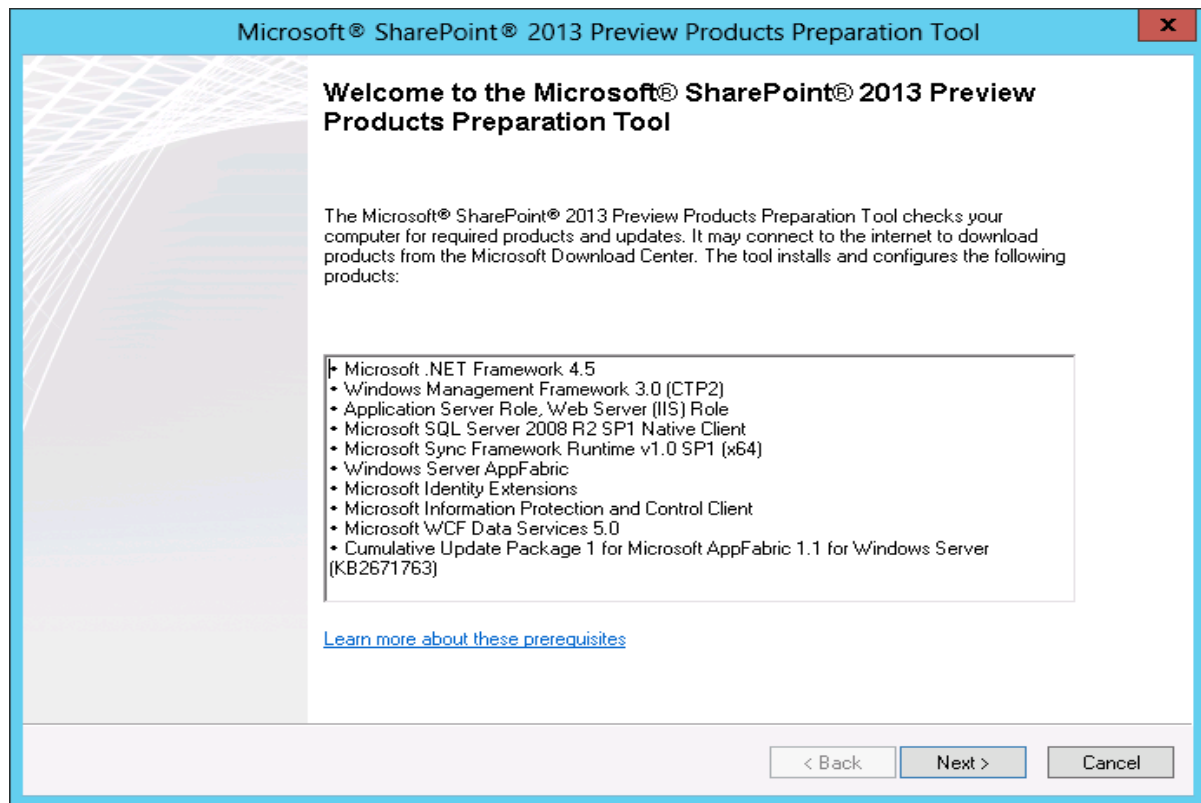 Microsoft® SharePoint® 2013 Preview Products Preparation Tool
x
Welcome to the Microsoft® SharePoint® 2013 Preview
Products Preparation Tool
The Microsoft® SharePoint® 2013 Preview Products Preparation Tool checks your
computer for required products and updates. It may connect to the internet to download
products from the Microsoft Download Center. The tool installs and configures the following
products:
• Microsoft .NET Framework 4.5
• Windows Management Framework 3.0 (CTP2)
• Application Server Role, Web Server (IIS) Role
• Microsoft SQL Server 2008 R2 SP1 Native Client
• Microsoft Sync Framework Runtime v1.0 SP1 (x64)
• Windows Server AppFabric
• Microsoft Identity Extensions
• Microsoft Information Protection and Control Client
• Microsoft WCF Data Services 5.0
• Cumulative Update Package 1 for Microsoft AppFabric 1.1 for Windows Server
(KB2671763)
Learn more about these prerequisites
< Back
Next >
Cancel